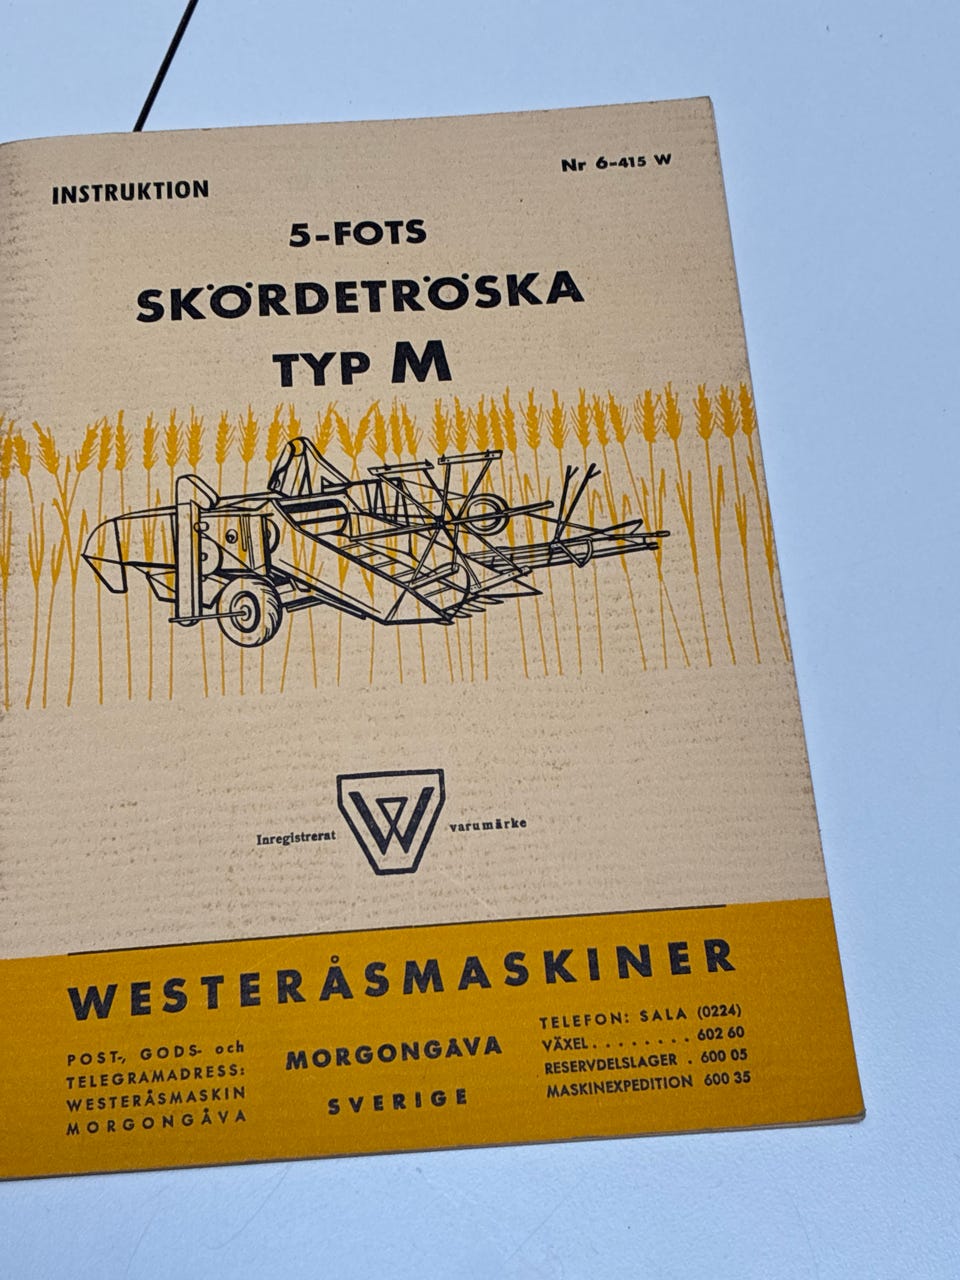 INSTRUKTION
Nr 6-415 W
5-FOTS
SKÖRDETRÖSKA
TYP M
Inregistrerat W varumärke
WESTERÅSMASKINER
POST-, GODS- och
TELEGRAMADRESS:
WESTERÅSMASKIN
MORGONGÅVA
MORGONGÅVA
SVERIGE
TELEFON: SALA (0224)
VÄXEL . . . . . . . . 602 60
RESERVDELSLAGER . 600 05
MASKINEXPEDITION 600 35